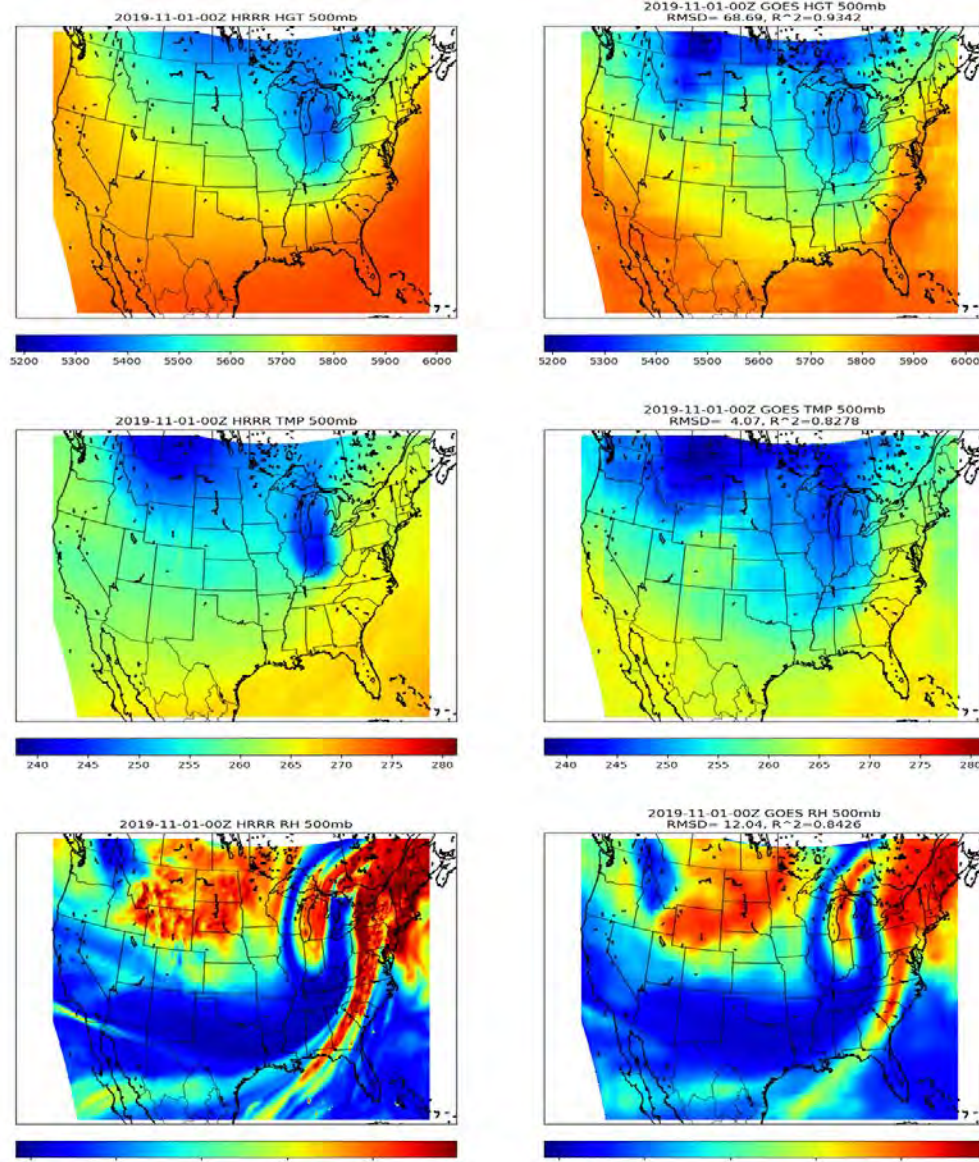 2019-11-01-00Z HRRR HGT 500mb
5200 5300 5400 5500 5600 5700 5800 5900 6000
2019-11-01-00Z GOES HGT 500mb
RMSD= 68.69, R^2=0.9342
5200 5300 5400 5500 5600 5700 5800 5900 6000
2019-11-01-00Z HRRR TMP 500mb
240 245 250 255 260 265 270 275 280
2019-11-01-00Z GOES TMP 500mb
RMSD= 4.07, R^2=0.8278
240 245 250 255 260 265 270 275 280
2019-11-01-00Z HRRR RH 500mb
2019-11-01-00Z GOES RH 500mb
RMSD= 12.04, R^2=0.8426